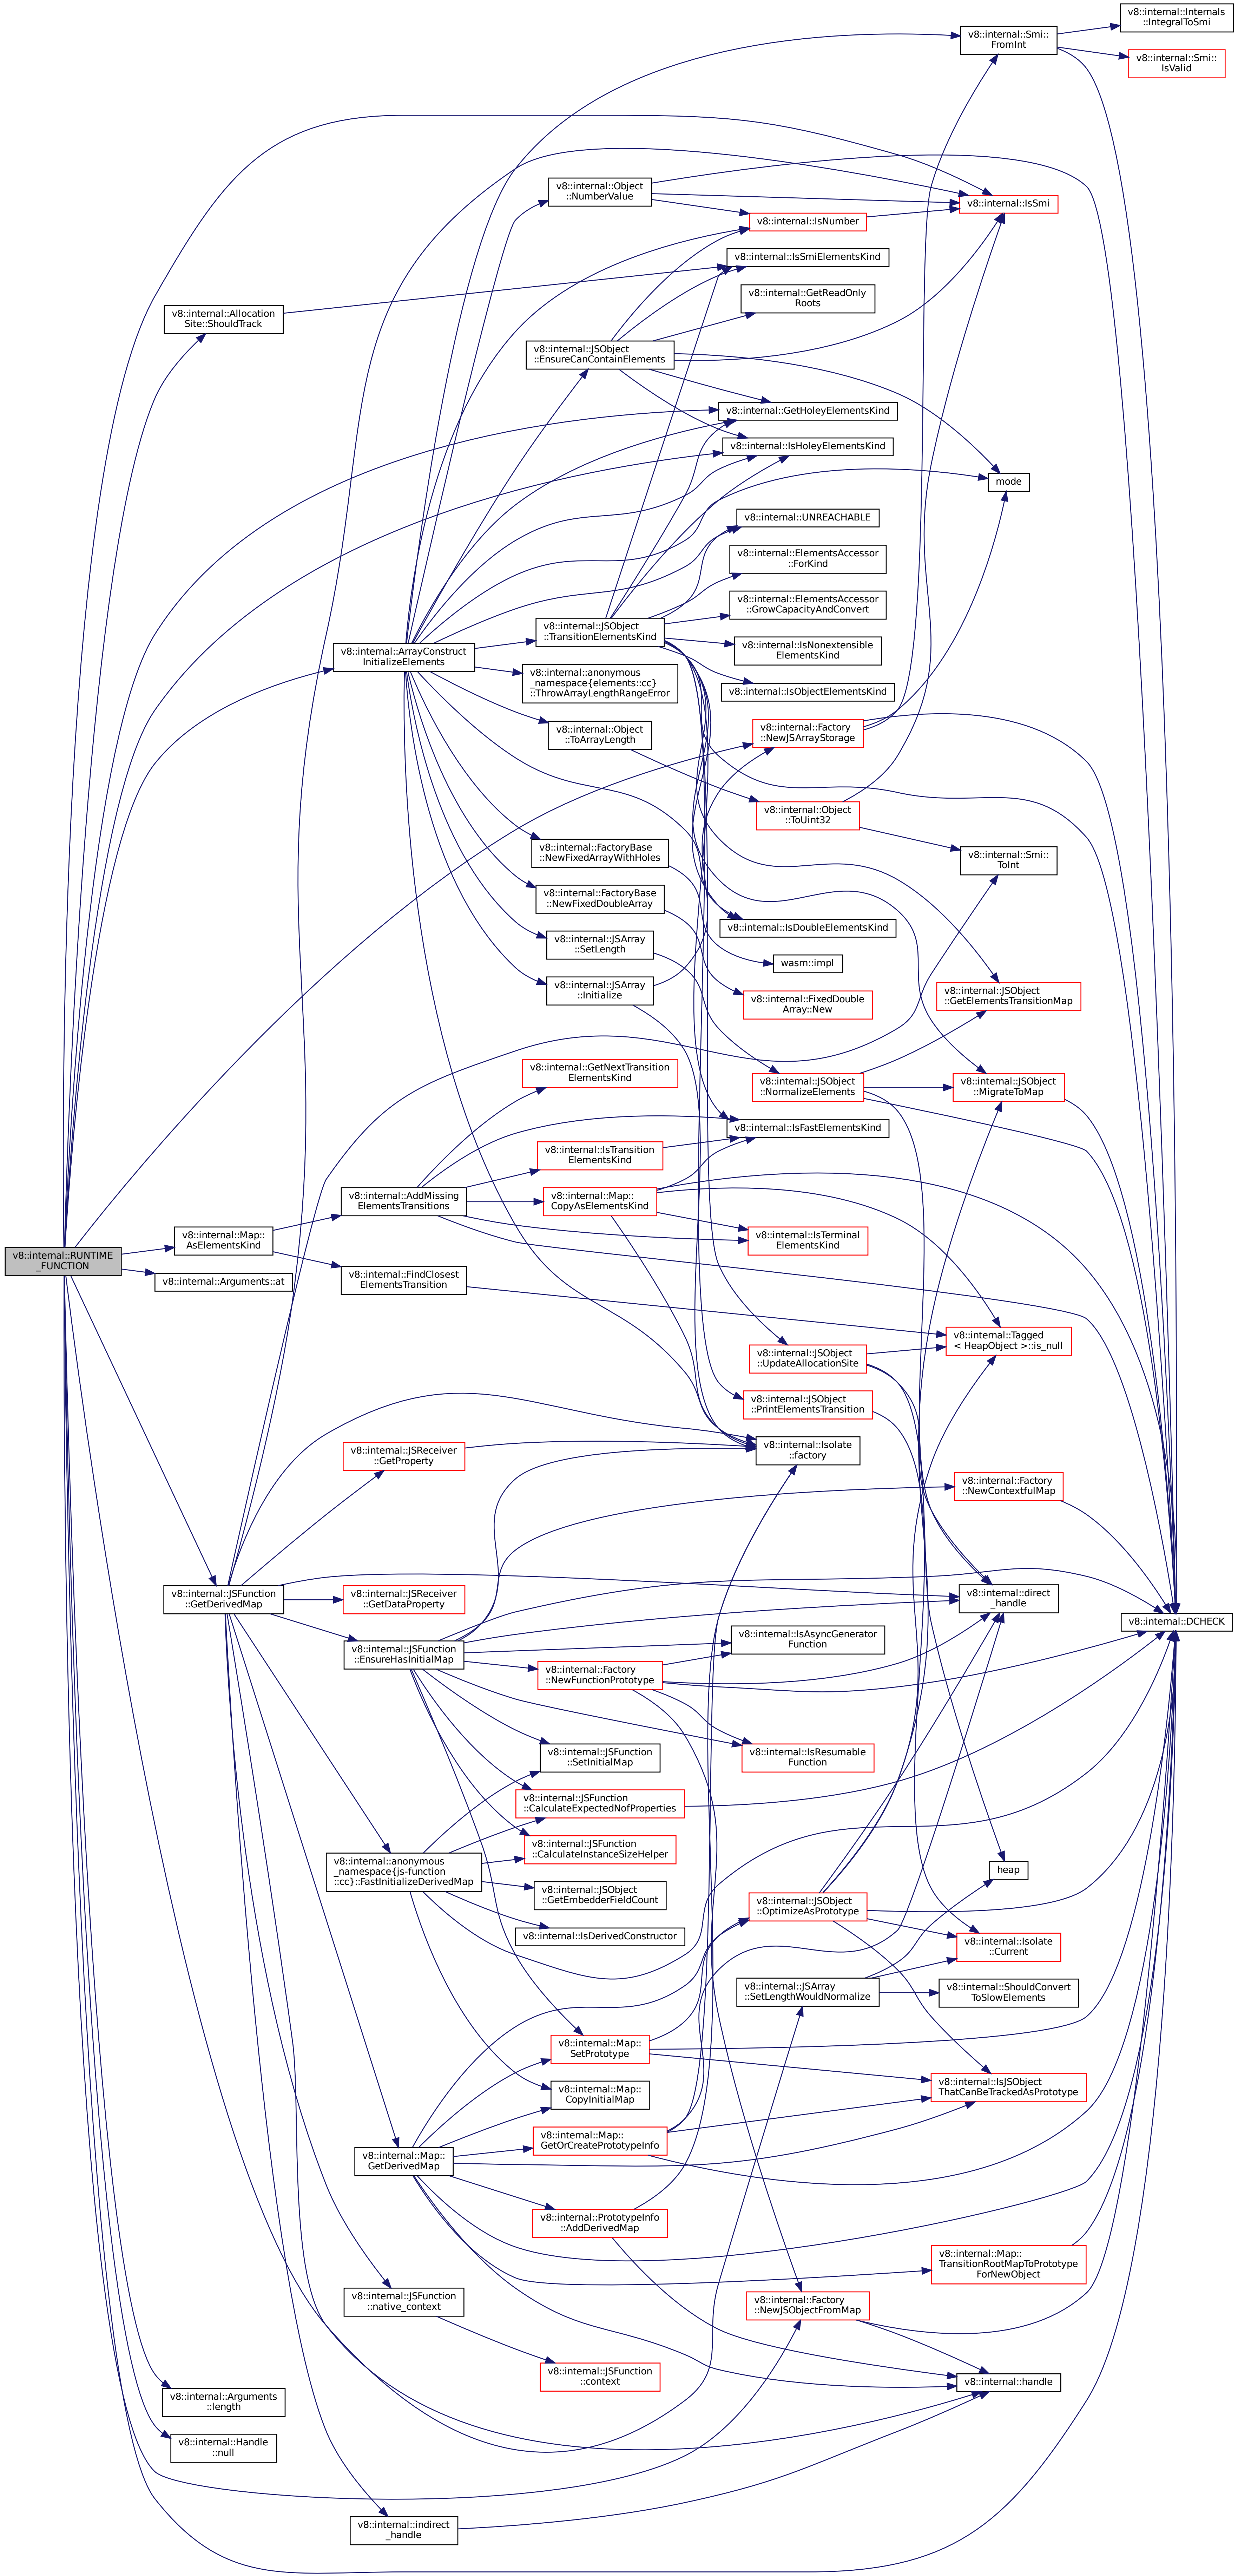 v8::internal::Internals
::IntegralToSmi
v8::internal::Smi::
FromInt
v8::internal::Smi::
IsValid
v8::internal::Object
::NumberValue
v8::internal::IsSmi
v8::internal::IsNumber
v8::internal::IsSmiElementsKind
v8::internal::GetReadOnly
Roots
v8::internal::Allocation
Site::ShouldTrack
v8::internal::JSObject
::EnsureCanContainElements
v8::internal::GetHoleyElementsKind
v8::internal::IsHoleyElementsKind
mode
v8::internal::UNREACHABLE
v8::internal::ElementsAccessor
::ForKind
v8::internal::ElementsAccessor
::GrowCapacityAndConvert
v8::internal::JSObject
::TransitionElementsKind
v8::internal::IsNonextensible
ElementsKind
v8::internal::ArrayConstruct
InitializeElements
v8::internal::anonymous
_namespace{elements::cc}
::ThrowArrayLengthRangeError
v8::internal::IsObjectElementsKind
v8::internal::Object
::ToArrayLength
v8::internal::Factory
::NewJSArrayStorage
v8::internal::Object
::ToUint32
v8::internal::FactoryBase
::NewFixedArrayWithHoles
v8::internal::Smi::
ToInt
v8::internal::FactoryBase
::NewFixedDoubleArray
v8::internal::IsDoubleElementsKind
v8::internal::JSArray
::SetLength
wasm::impl
v8::internal::JSArray
::Initialize
v8::internal::FixedDouble
Array::New
v8::internal::JSObject
::GetElementsTransitionMap
v8::internal::GetNextTransition
ElementsKind
v8::internal::JSObject
::NormalizeElements
v8::internal::JSObject
::MigrateToMap
v8::internal::IsFastElementsKind
v8::internal::IsTransition
ElementsKind
v8::internal::AddMissing
ElementsTransitions
v8::internal::Map::
CopyAsElementsKind
v8::internal::IsTerminal
ElementsKind
v8::internal::Map::
AsElementsKind
v8::internal::RUNTIME
_FUNCTION
v8::internal::Arguments::at
v8::internal::FindClosest
ElementsTransition
v8::internal::Tagged
< HeapObject >::is_null
v8::internal::JSObject
::UpdateAllocationSite
v8::internal::JSObject
::PrintElementsTransition
v8::internal::Isolate
::factory
v8::internal::JSReceiver
::GetProperty
v8::internal::Factory
::NewContextfulMap
v8::internal::JSFunction
::GetDerivedMap
v8::internal::JSReceiver
::GetDataProperty
v8::internal::direct
_handle
v8::internal::DCHECK
v8::internal::JSFunction
::EnsureHasInitialMap
v8::internal::IsAsyncGenerator
Function
v8::internal::Factory
::NewFunctionPrototype
v8::internal::JSFunction
::SetInitialMap
v8::internal::IsResumable
Function
v8::internal::JSFunction
::CalculateExpectedNofProperties
v8::internal::JSFunction
::CalculateInstanceSizeHelper
v8::internal::anonymous
_namespace{js-function
::cc}::FastInitializeDerivedMap
heap
v8::internal::JSObject
::GetEmbedderFieldCount
v8::internal::JSObject
::OptimizeAsPrototype
v8::internal::IsDerivedConstructor
v8::internal::Isolate
::Current
v8::internal::JSArray
::SetLengthWouldNormalize
v8::internal::ShouldConvert
ToSlowElements
v8::internal::Map::
SetPrototype
v8::internal::IsJSObject
ThatCanBeTrackedAsPrototype
v8::internal::Map::
CopyInitialMap
v8::internal::Map::
GetOrCreatePrototypeInfo
v8::internal::Map::
GetDerivedMap
v8::internal::PrototypeInfo
::AddDerivedMap
v8::internal::Map::
TransitionRootMapToPrototype
ForNewObject
v8::internal::JSFunction
::native_context
v8::internal::Factory
::NewJSObjectFromMap
v8::internal::JSFunction
::context
v8::internal::handle
v8::internal::Arguments
::length
v8::internal::Handle
::null
v8::internal::indirect
_handle